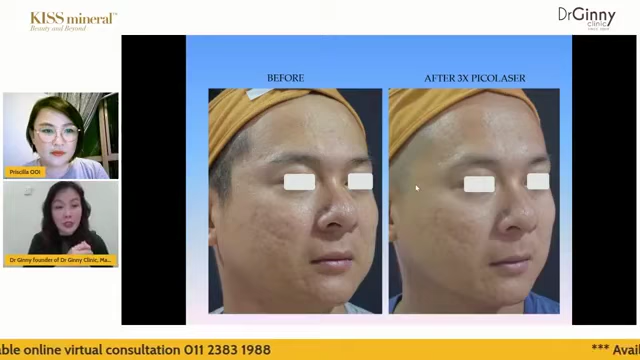 KISS mineral™
Beauty and Beyond
DrGinny
clinic
BEFORE
AFTER 3X PICOLASER
Priscilla OOI
Dr Ginny founder of Dr Ginny Clinic, Ma...
able online virtual consultation 011 2383 1988
*** Avail